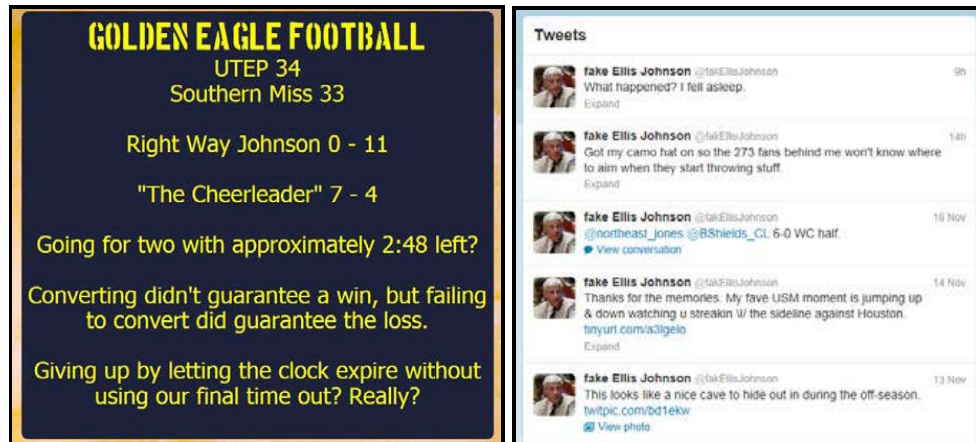 GOLDEN EAGLE FOOTBALL
UTEP 34
Southern Miss 33
Right Way Johnson 0 - 11
"The Cheerleader" 7 - 4
Going for two with approximately 2:48 left?
Converting didn't guarantee a win, but failing
to convert did guarantee the loss.
Giving up by letting the clock expire without
using our final time out? Really?
Tweets
fake Ellis Johnson @fakEllisJohnson 9h
What happened? I fell asleep.
Expand
fake Ellis Johnson @fakEllisJohnson 14h
Got my camo hat on so the 273 fans behind me won't know where
to aim when they start throwing stuff.
Expand
fake Ellis Johnson @fakEllisJohnson 16 Nov
@northeast_jones @BShields_CL 6-0 WC half.
View conversation
fake Ellis Johnson @fakEllisJohnson 14 Nov
Thanks for the memories. My fave USM moment is jumping up
& down watching u streakin \i/ the sideline against Houston.
tinyurl.com/a3lgelo
Expand
fake Ellis Johnson @fakEllisJohnson 13 Nov
This looks like a nice cave to hide out in during the off-season.
twitpic.com/bd1ekw
View photo